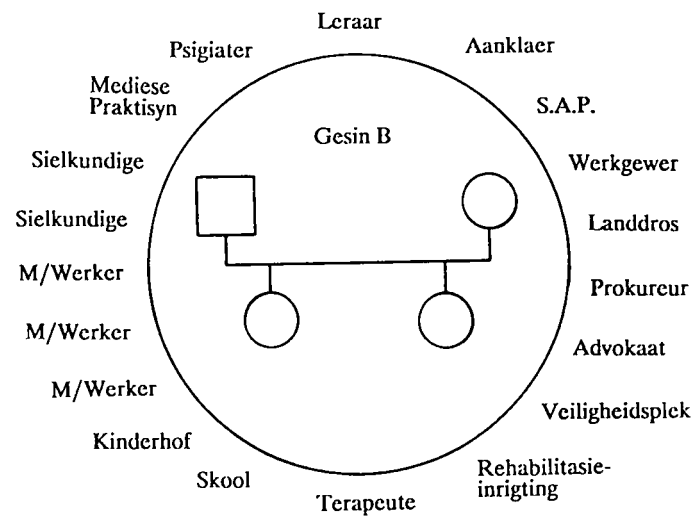 Leraar
Psigiater
Aanklaer
Mediese
Praktisyn
S.A.P.
Gesin B
Sielkundige
Werkgewer
Sielkundige
Landdros
M/Werker
Prokureur
M/Werker
Advokaat
M/Werker
Veiligheidsplek
Kinderhof
Skool
Rehabilitasie-
inrigting
Terapeute